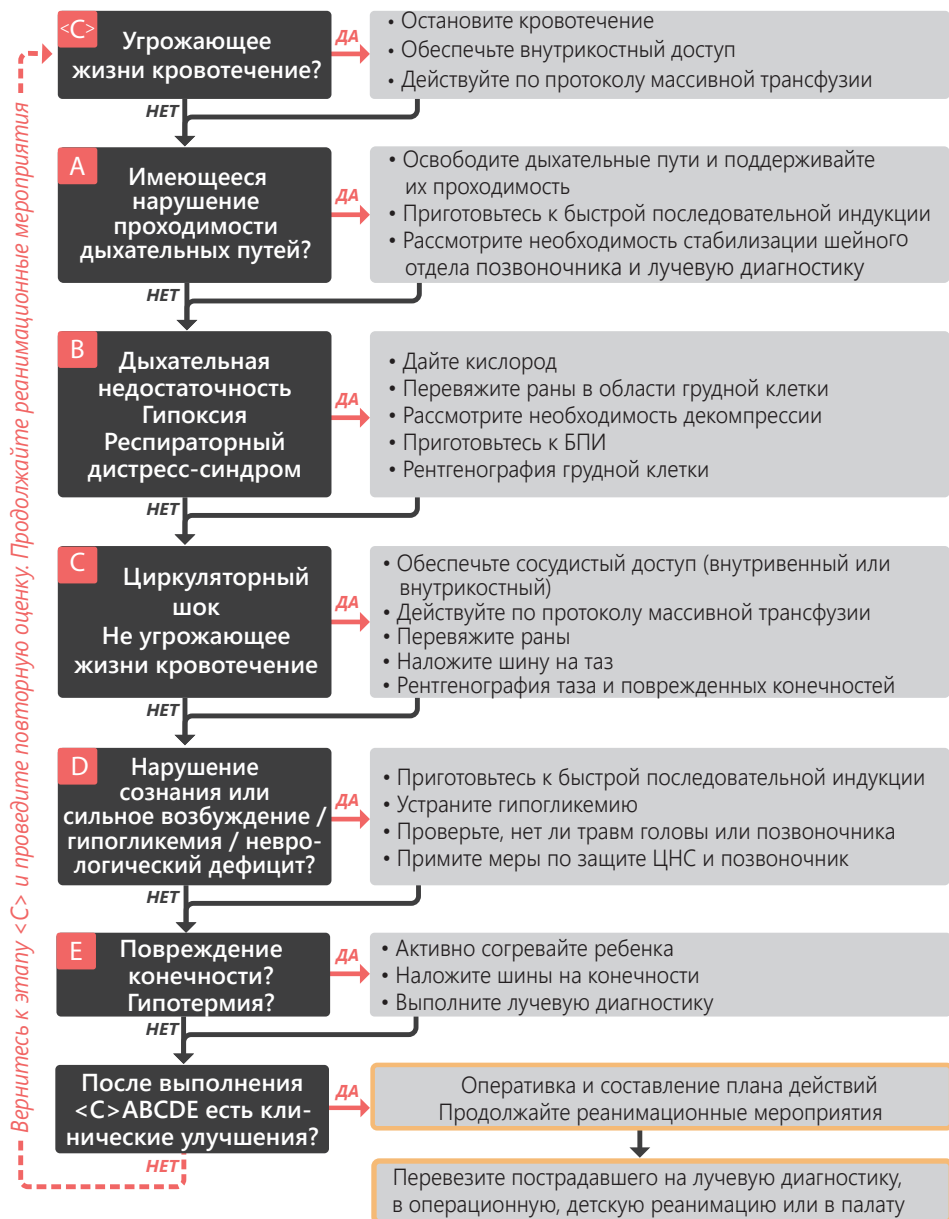 <C>
Угрожающее
жизни кровотечение?
ДА
• Остановите кровотечение
• Обеспечьте внутрикостный доступ
• Действуйте по протоколу массивной трансфузии
НЕТ
A
Имеющееся
нарушение
проходимости
дыхательных путей?
ДА
• Освободите дыхательные пути и поддерживайте
их проходимость
• Приготовьтесь к быстрой последовательной индукции
• Рассмотрите необходимость стабилизации шейного
отдела позвоночника и лучевую диагностику
НЕТ
B
Дыхательная
недостаточность
Гипоксия
Респираторный
дистресс-синдром
ДА
• Дайте кислород
• Перевяжите раны в области грудной клетки
• Рассмотрите необходимость декомпрессии
• Приготовьтесь к БПИ
• Рентгенография грудной клетки
НЕТ
C
Циркуляторный
шок
Не угрожающее
жизни кровотечение
ДА
• Обеспечьте сосудистый доступ (внутривенный или
внутрикостный)
• Действуйте по протоколу массивной трансфузии
• Перевяжите раны
• Наложите шину на таз
• Рентгенография таза и поврежденных конечностей
НЕТ
D
Нарушение
сознания или
сильное возбуждение /
гипогликемия / невро-
логический дефицит?
ДА
• Приготовьтесь к быстрой последовательной индукции
• Устраните гипогликемию
• Проверьте, нет ли травм головы или позвоночника
• Примите меры по защите ЦНС и позвоночник
НЕТ
E
Повреждение
конечности?
Гипотермия?
ДА
• Активно согревайте ребенка
• Наложите шины на конечности
• Выполните лучевую диагностику
НЕТ
После выполнения
<C>ABCDE есть кли-
нические улучшения?
ДА
Оперативка и составление плана действий
Продолжайте реанимационные мероприятия
НЕТ
Перевезите пострадавшего на лучевую диагностику,
в операционную, детскую реанимацию или в палату
Вернитесь к этапу <C> и проведите повторную оценку. Продолжайте реанимационные мероприятия